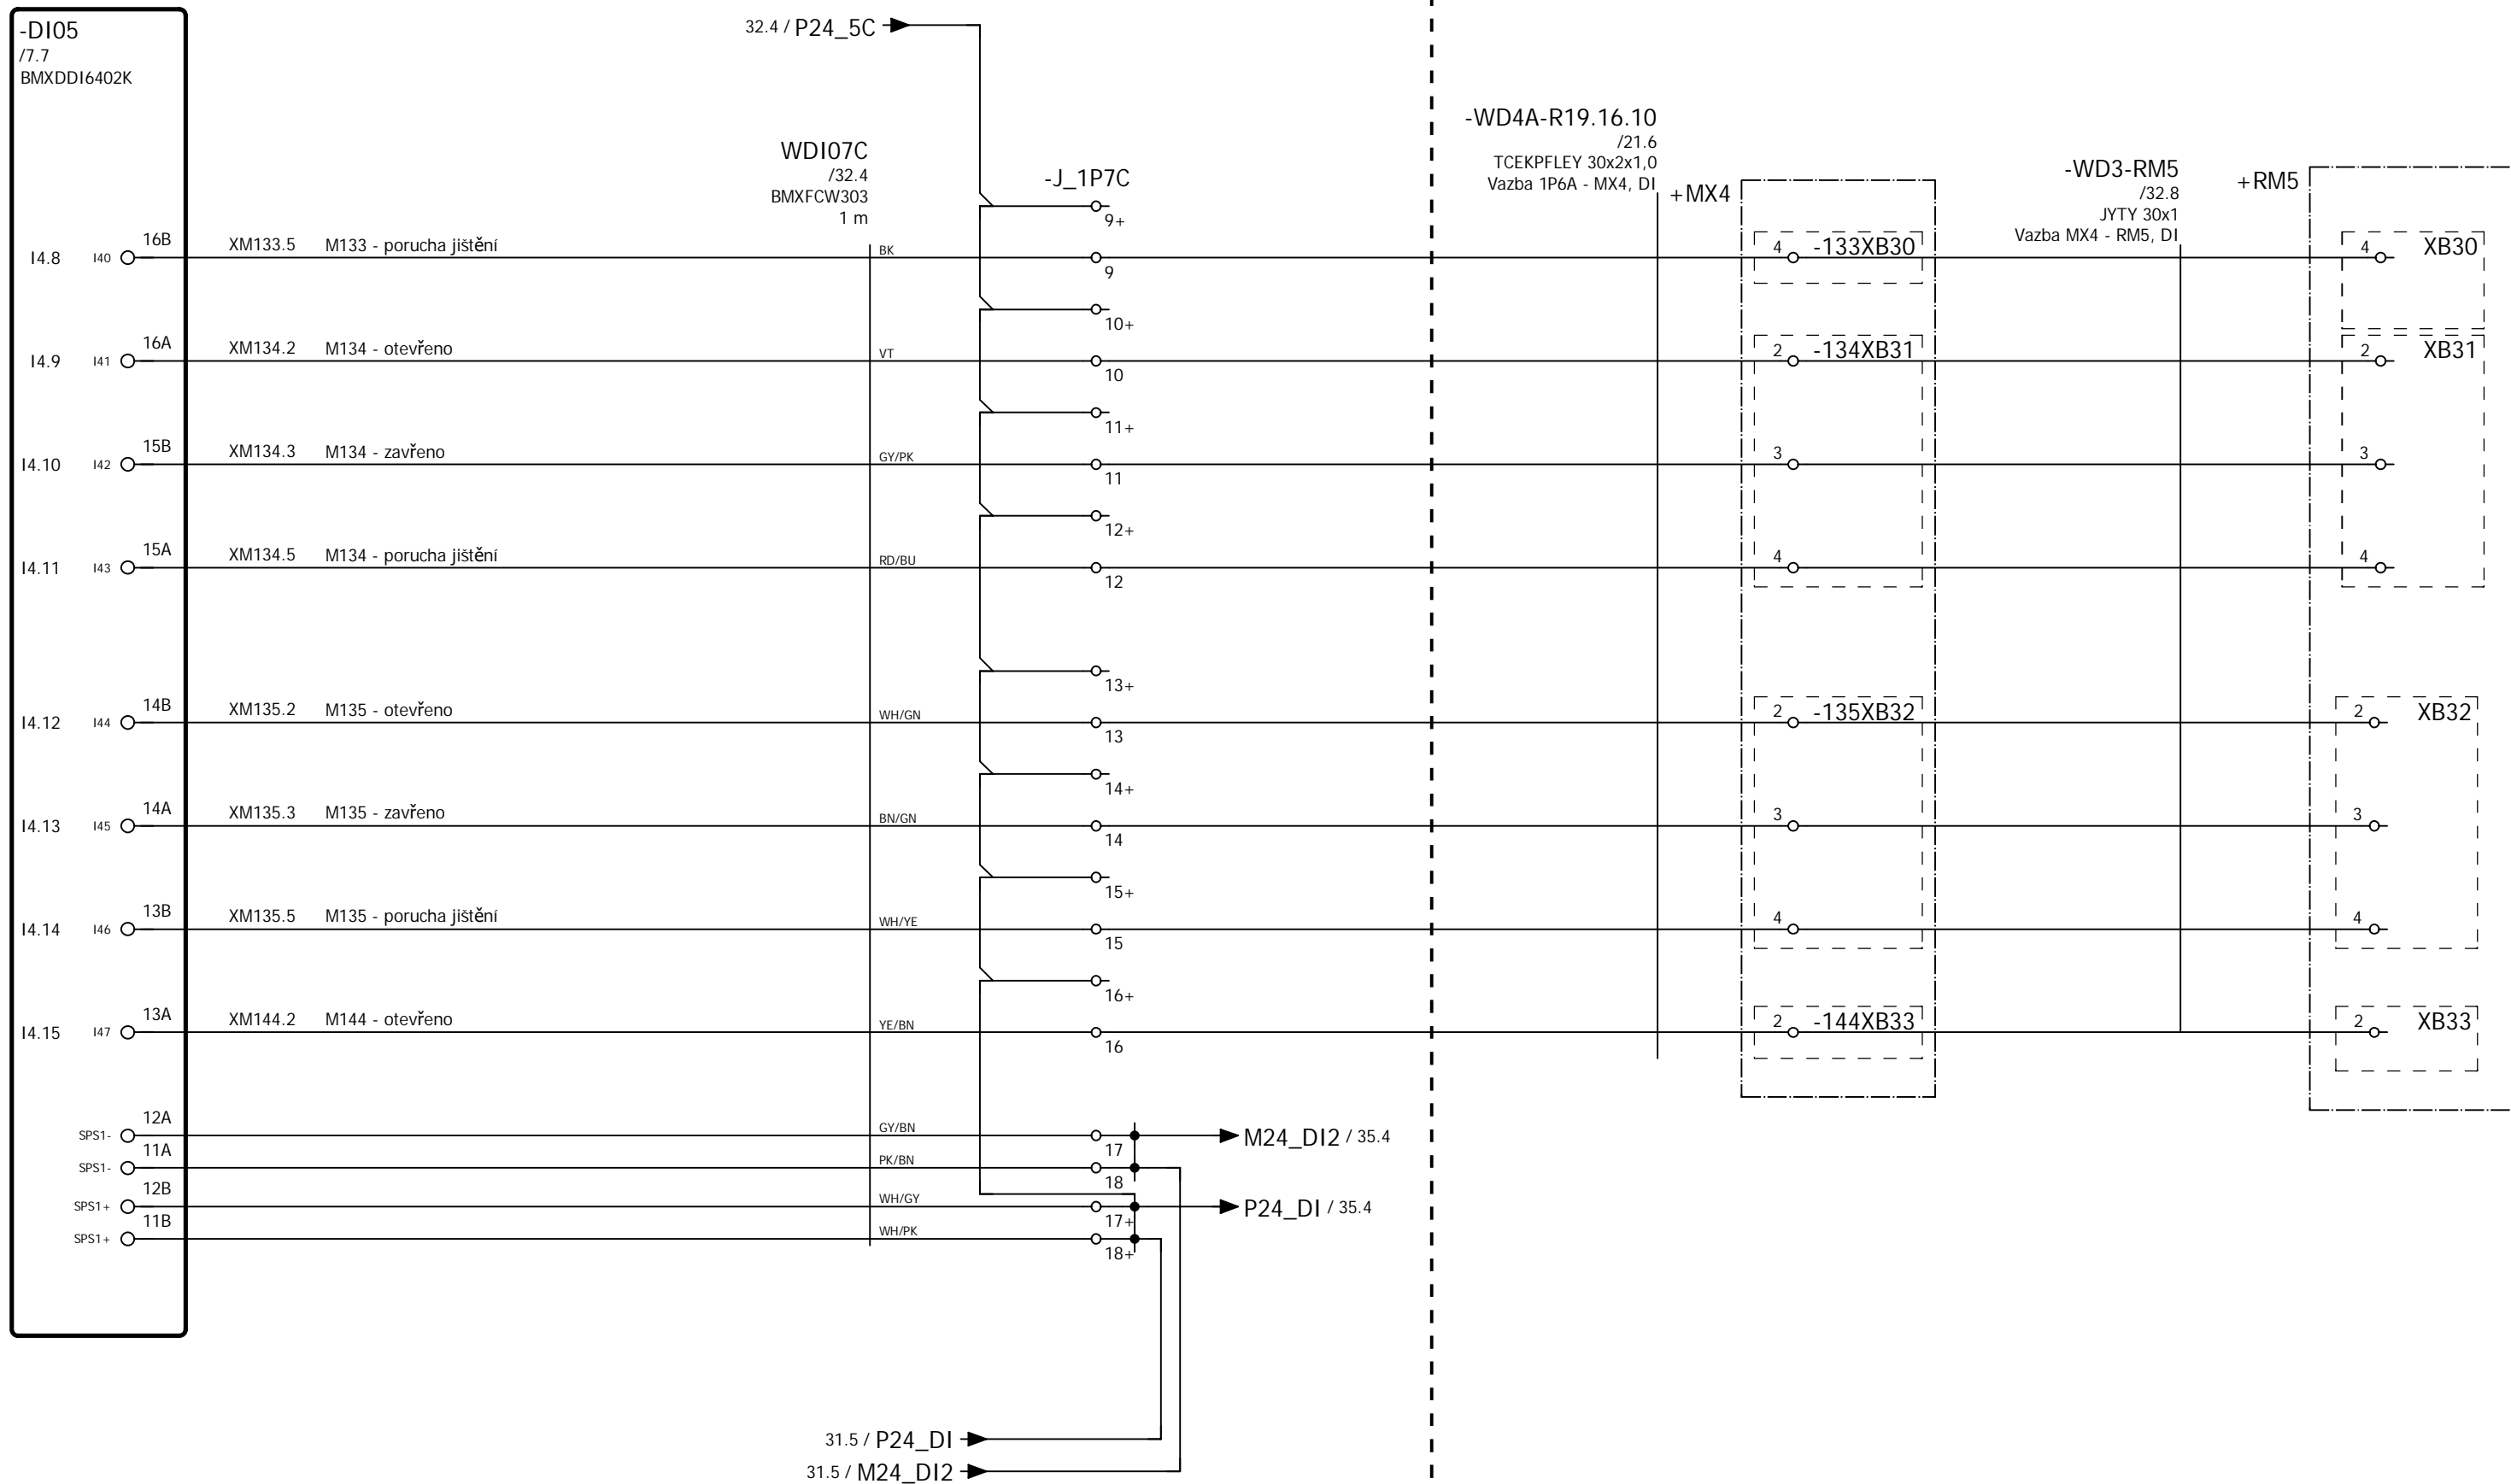 -DI05
/7.7
BMXDDI6402K
32.4 / P24_5C
WDI07C
/32.4
BMXFCW303
1 m
-J_1P7C
-WD4A-R19.16.10
/21.6
TCEKPFLEY 30x2x1,0
Vazba 1P6A - MX4, DI
+MX4
-WD3-RM5
/32.8
JYTY 30x1
Vazba MX4 - RM5, DI
+RM5
9+
I4.8 I40 16B XM133.5 M133 - porucha jištění BK 9 4 -133XB30 4 XB30
10+
I4.9 I41 16A XM134.2 M134 - otevřeno VT 10 2 -134XB31 2 XB31
11+
I4.10 I42 15B XM134.3 M134 - zavřeno GY/PK 11 3 3
12+
I4.11 I43 15A XM134.5 M134 - porucha jištění RD/BU 12 4 4
13+
I4.12 I44 14B XM135.2 M135 - otevřeno WH/GN 13 2 -135XB32 2 XB32
14+
I4.13 I45 14A XM135.3 M135 - zavřeno BN/GN 14 3 3
15+
I4.14 I46 13B XM135.5 M135 - porucha jištění WH/YE 15 4 4
16+
I4.15 I47 13A XM144.2 M144 - otevřeno YE/BN 16 2 -144XB33 2 XB33
SPS1- 12A GY/BN 17 M24_DI2 / 35.4
SPS1- 11A PK/BN 18
SPS1+ 12B WH/GY 17+ P24_DI / 35.4
SPS1+ 11B WH/PK 18+
31.5 / P24_DI
31.5 / M24_DI2